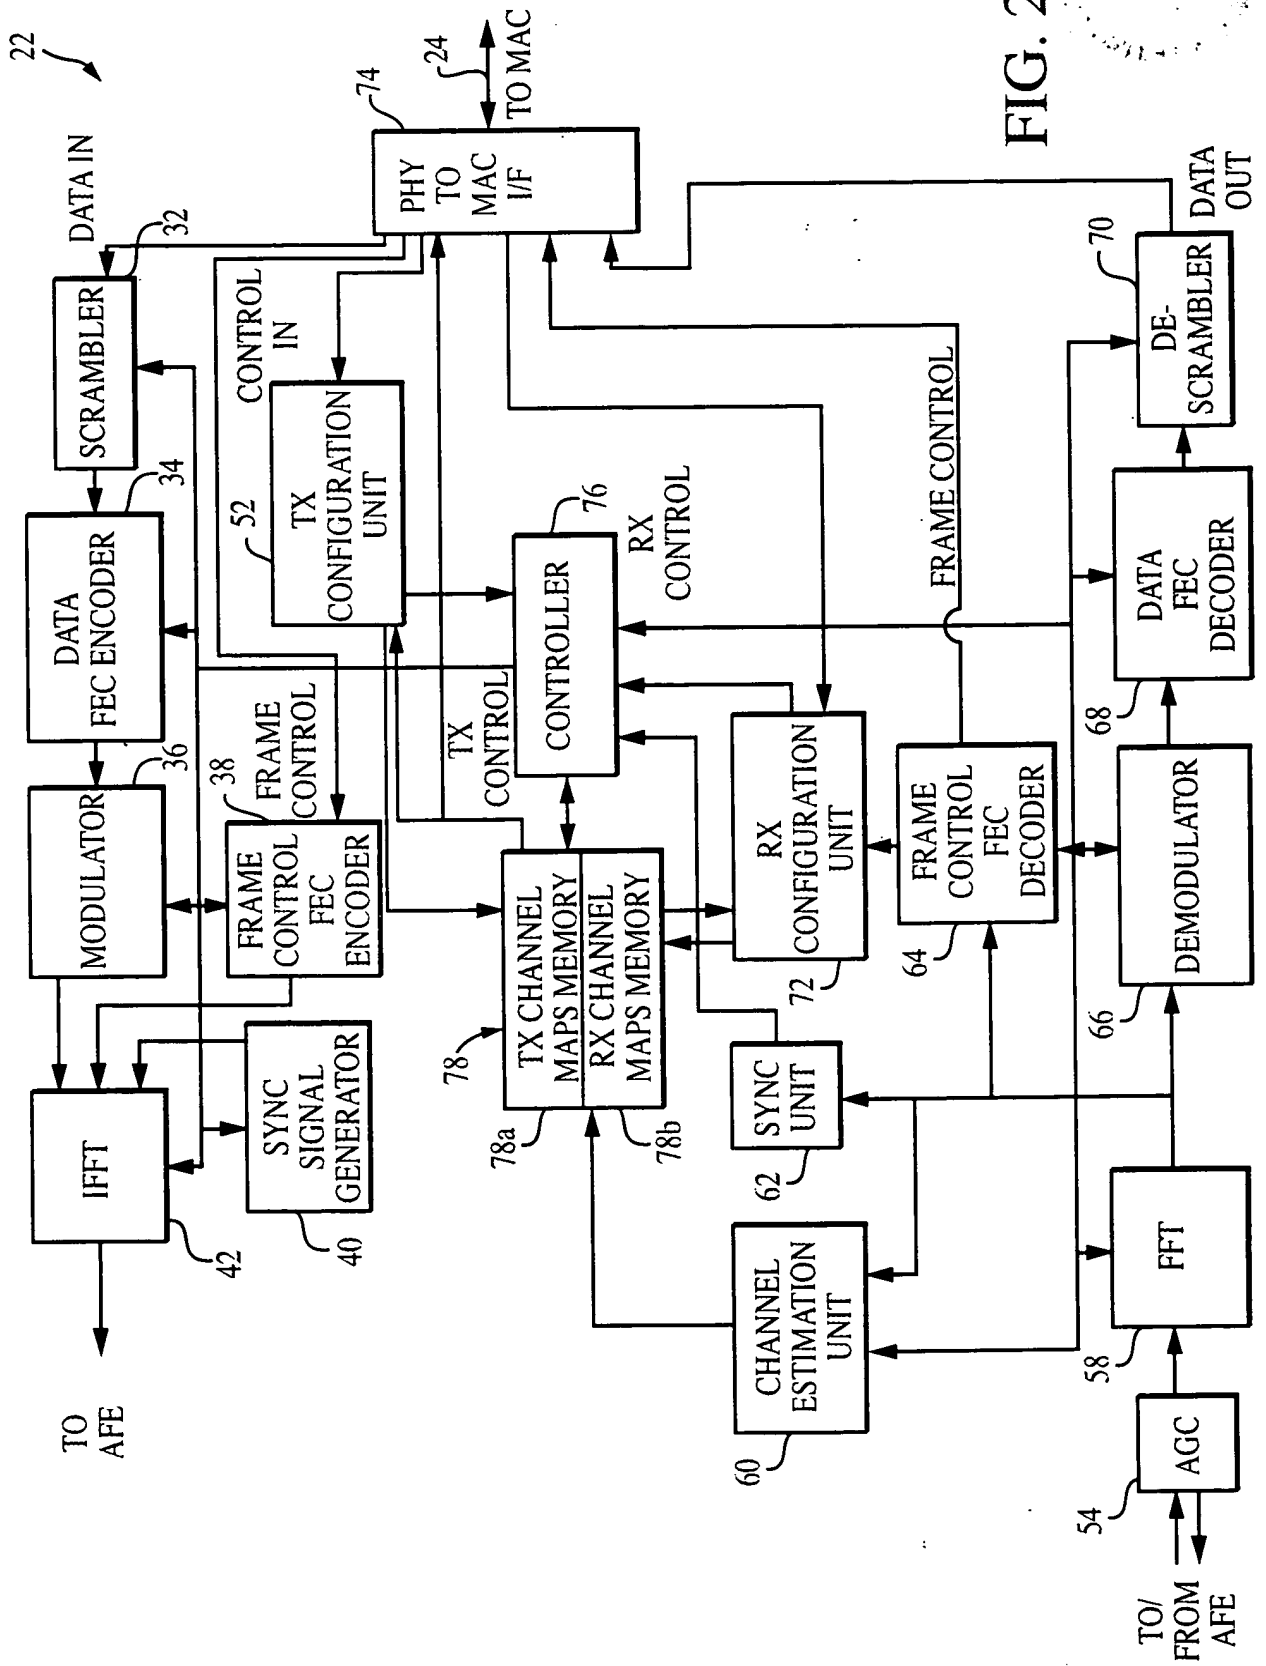 22
DATA IN
32
SCRAMBLER
34
DATA
FEC ENCODER
36
MODULATOR
IFFT
42
TO
AFE
CONTROL
IN
FRAME
CONTROL
38
FRAME
CONTROL
FEC
ENCODER
SYNC
SIGNAL
GENERATOR
40
24
TO MAC
74
PHY
TO
MAC
I/F
52
TX
CONFIGURATION
UNIT
TX
CONTROL
76
CONTROLLER
RX
CONTROL
78
TX CHANNEL
MAPS MEMORY
RX CHANNEL
MAPS MEMORY
78a
78b
RX
CONFIGURATION
UNIT
72
SYNC
UNIT
62
CHANNEL
ESTIMATION
UNIT
60
FRAME CONTROL
FRAME
CONTROL
FEC
DECODER
64
TO/
FROM
AFE
54
AGC
58
FFT
66
DEMODULATOR
68
DATA
FEC
DECODER
70
DE-
SCRAMBLER
DATA
OUT
FIG. 2